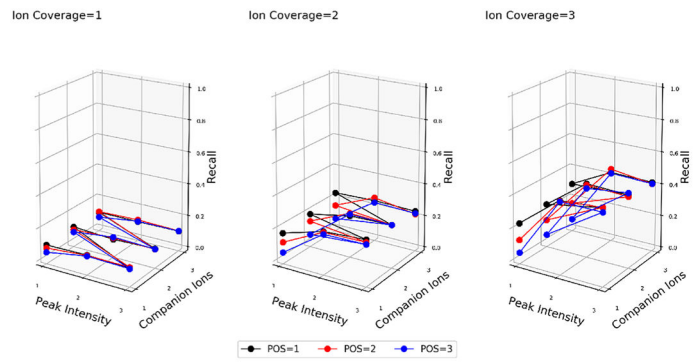 Ion Coverage=1
Ion Coverage=2
Ion Coverage=3
1.0
0.8
0.6
0.4
0.2
0.0
Recall
1
2
3
Peak Intensity
1
2
3
Companion Ions
1.0
0.8
0.6
0.4
0.2
0.0
Recall
1
2
3
Peak Intensity
1
2
3
Companion Ions
1.0
0.8
0.6
0.4
0.2
0.0
Recall
1
2
3
Peak Intensity
1
2
3
Companion Ions
POS=1 POS=2 POS=3